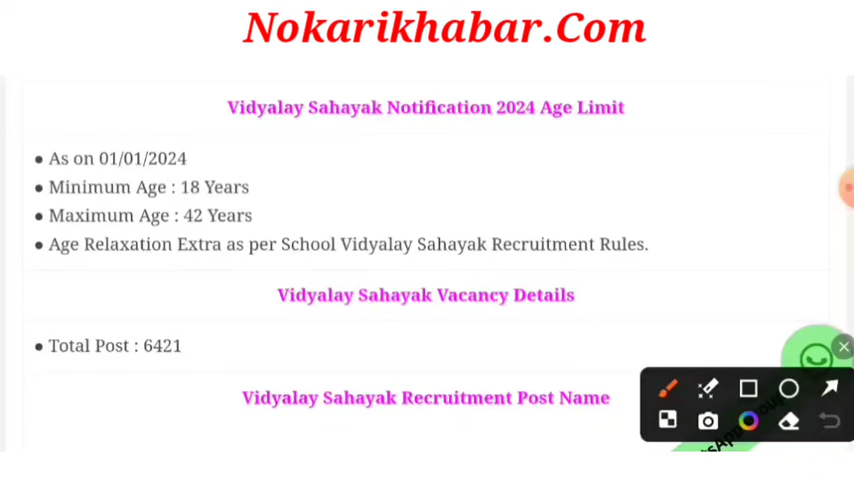 Nokarikhabar.Com
Vidyalay Sahayak Notification 2024 Age Limit
● As on 01/01/2024
● Minimum Age : 18 Years
● Maximum Age : 42 Years
● Age Relaxation Extra as per School Vidyalay Sahayak Recruitment Rules.
Vidyalay Sahayak Vacancy Details
● Total Post : 6421
Vidyalay Sahayak Recruitment Post Name